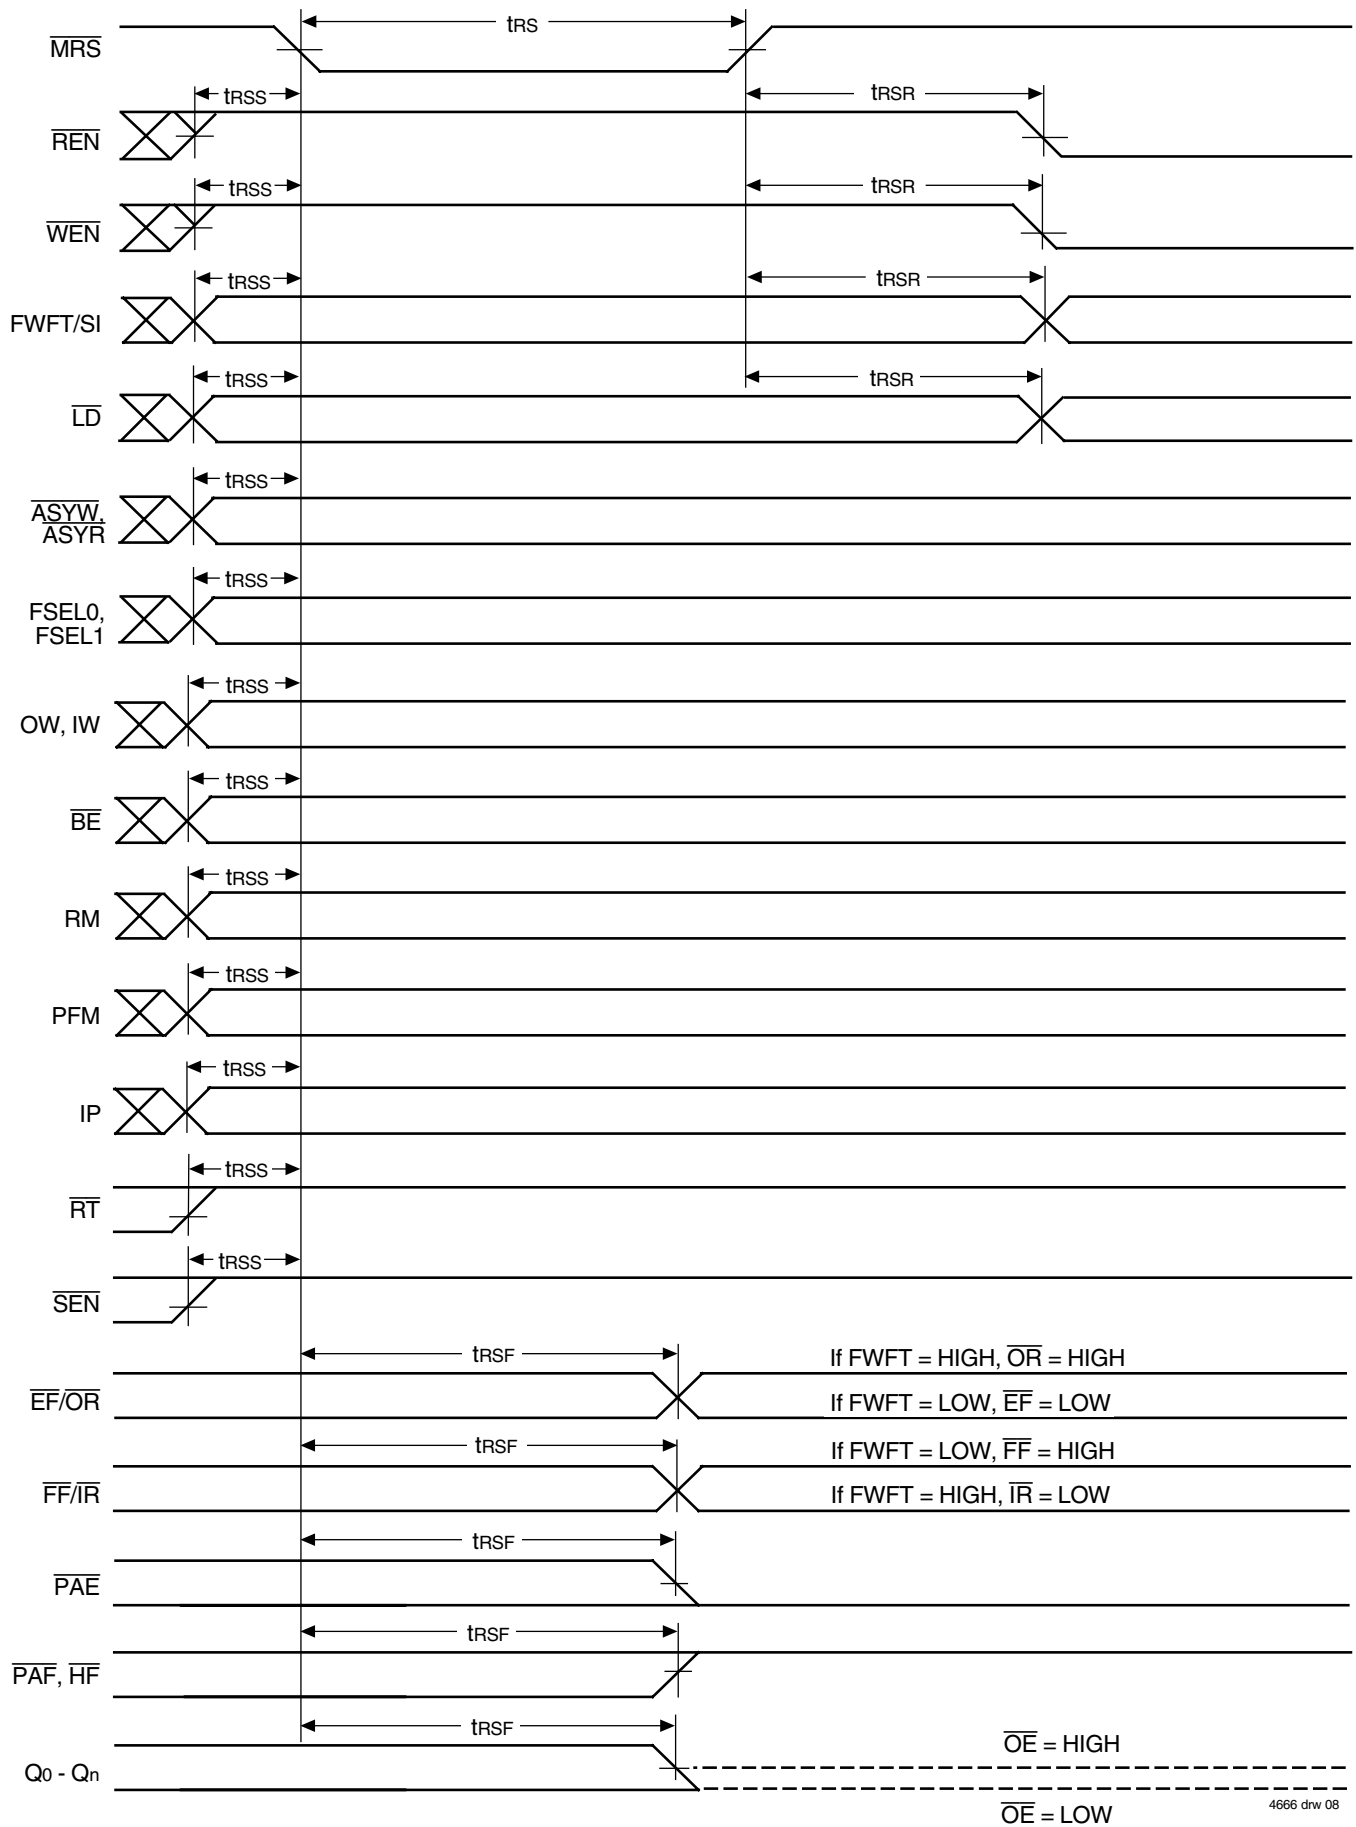 tRS
MRS
tRSS
tRSR
REN
tRSS
tRSR
WEN
tRSS
tRSR
FWFT/SI
tRSS
tRSR
LD
tRSS
ASYW,
ASYR
tRSS
FSEL0,
FSEL1
tRSS
OW, IW
tRSS
BE
tRSS
RM
tRSS
PFM
tRSS
IP
tRSS
RT
tRSS
SEN
tRSF
If FWFT = HIGH, OR = HIGH
EF/OR
If FWFT = LOW, EF = LOW
tRSF
If FWFT = LOW, FF = HIGH
FF/IR
If FWFT = HIGH, IR = LOW
tRSF
PAE
tRSF
PAF, HF
tRSF
OE = HIGH
Q0 - Qn
OE = LOW
4666 drw 08